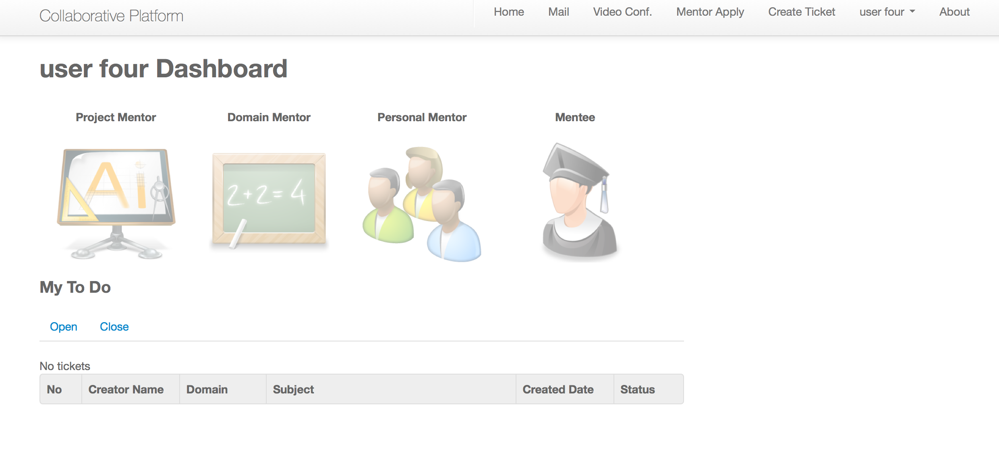 Collaborative Platform
Home Mail Video Conf. Mentor Apply Create Ticket user four About
user four Dashboard
Project Mentor Domain Mentor Personal Mentor Mentee
Ai
2+2=4
My To Do
Open Close
No tickets
No Creator Name Domain Subject Created Date Status